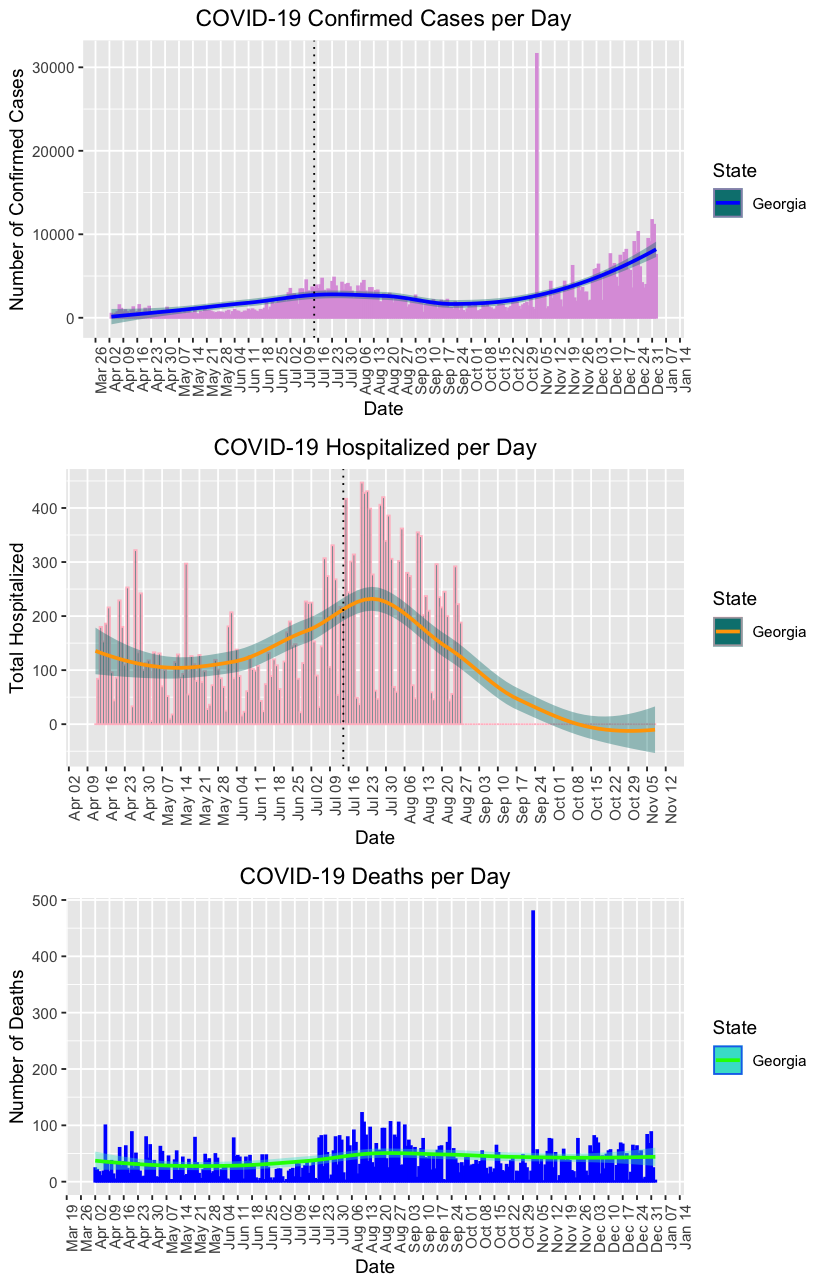 COVID-19 Confirmed Cases per Day
Number of Confirmed Cases
30000
20000
10000
0
Mar 26
Apr 02
Apr 09
Apr 16
Apr 23
Apr 30
May 07
May 14
May 21
May 28
Jun 04
Jun 11
Jun 18
Jun 25
Jul 02
Jul 09
Jul 16
Jul 23
Jul 30
Aug 06
Aug 13
Aug 20
Aug 27
Sep 03
Sep 10
Sep 17
Sep 24
Oct 01
Oct 08
Oct 15
Oct 22
Oct 29
Nov 05
Nov 12
Nov 19
Nov 26
Dec 03
Dec 10
Dec 17
Dec 24
Dec 31
Jan 07
Jan 14
Date
State
Georgia
COVID-19 Hospitalized per Day
Total Hospitalized
400
300
200
100
0
Apr 02
Apr 09
Apr 16
Apr 23
Apr 30
May 07
May 14
May 21
May 28
Jun 04
Jun 11
Jun 18
Jun 25
Jul 02
Jul 09
Jul 16
Jul 23
Jul 30
Aug 06
Aug 13
Aug 20
Aug 27
Sep 03
Sep 10
Sep 17
Sep 24
Oct 01
Oct 08
Oct 15
Oct 22
Oct 29
Nov 05
Nov 12
Date
State
Georgia
COVID-19 Deaths per Day
Number of Deaths
500
400
300
200
100
0
Mar 19
Mar 26
Apr 02
Apr 09
Apr 16
Apr 23
Apr 30
May 07
May 14
May 21
May 28
Jun 04
Jun 11
Jun 18
Jun 25
Jul 02
Jul 09
Jul 16
Jul 23
Jul 30
Aug 06
Aug 13
Aug 20
Aug 27
Sep 03
Sep 10
Sep 17
Sep 24
Oct 01
Oct 08
Oct 15
Oct 22
Oct 29
Nov 05
Nov 12
Nov 19
Nov 26
Dec 03
Dec 10
Dec 17
Dec 24
Dec 31
Jan 07
Jan 14
Date
State
Georgia